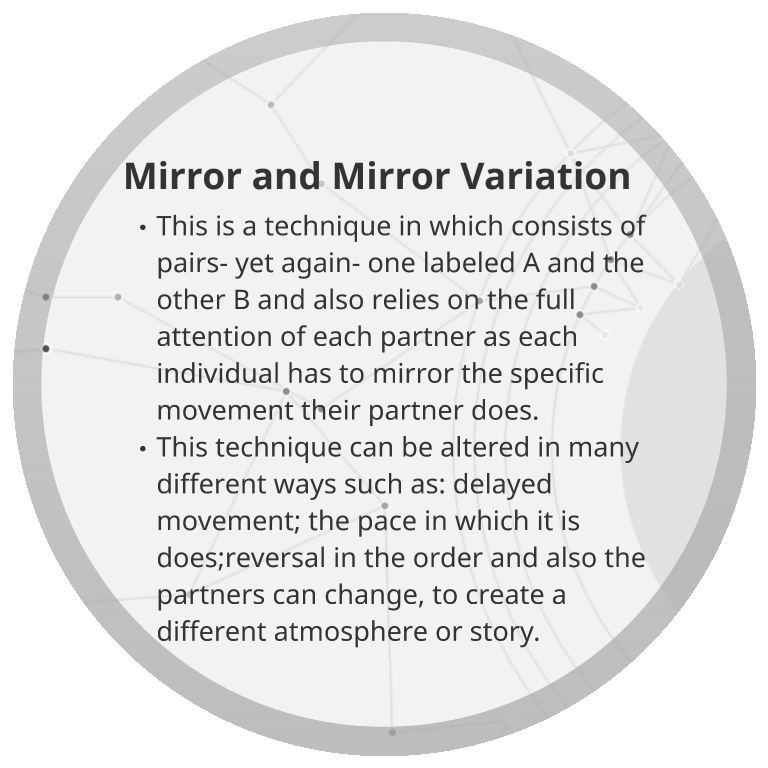 Mirror and Mirror Variation
• This is a technique in which consists of
pairs- yet again- one labeled A and the
other B and also relies on the full
attention of each partner as each
individual has to mirror the specific
movement their partner does.
• This technique can be altered in many
different ways such as: delayed
movement; the pace in which it is
does;reversal in the order and also the
partners can change, to create a
different atmosphere or story.